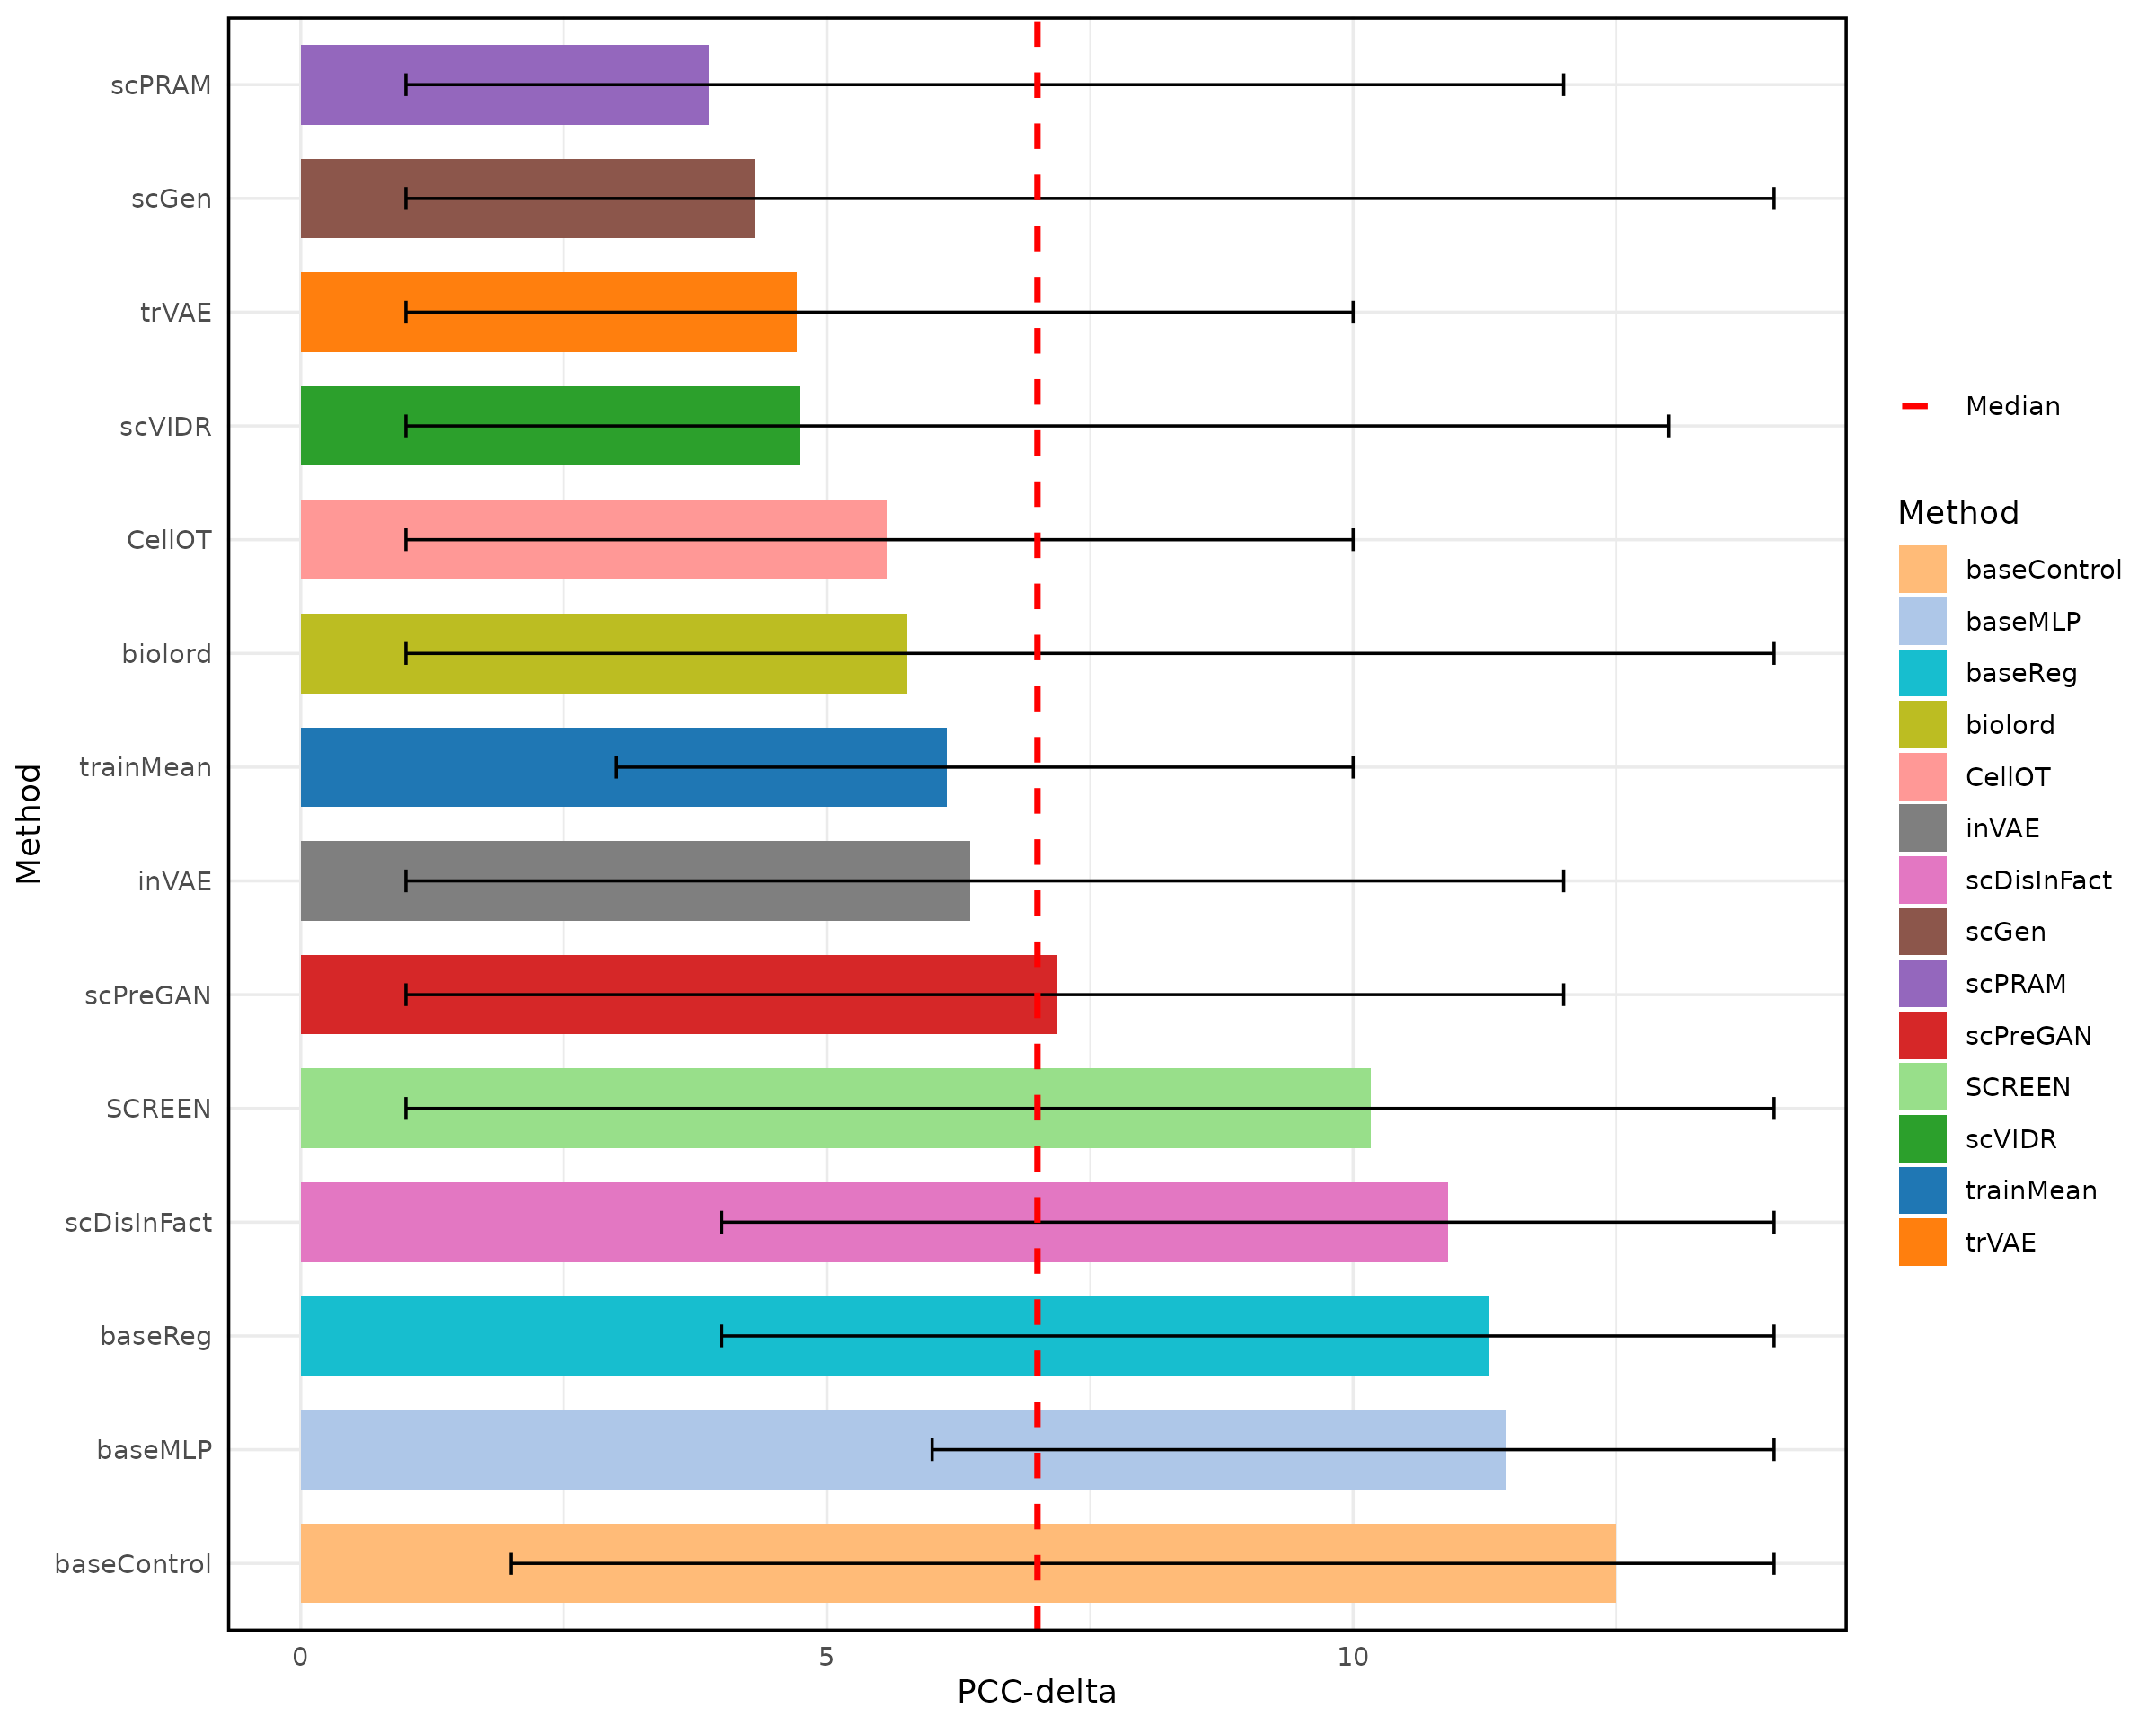 Method
scPRAM
scGen
trVAE
scVIDR
CellOT
biolord
trainMean
inVAE
scPreGAN
SCREEN
scDisInFact
baseReg
baseMLP
baseControl
0 5 10
PCC-delta
Median
Method
baseControl
baseMLP
baseReg
biolord
CellOT
inVAE
scDisInFact
scGen
scPRAM
scPreGAN
SCREEN
scVIDR
trainMean
trVAE